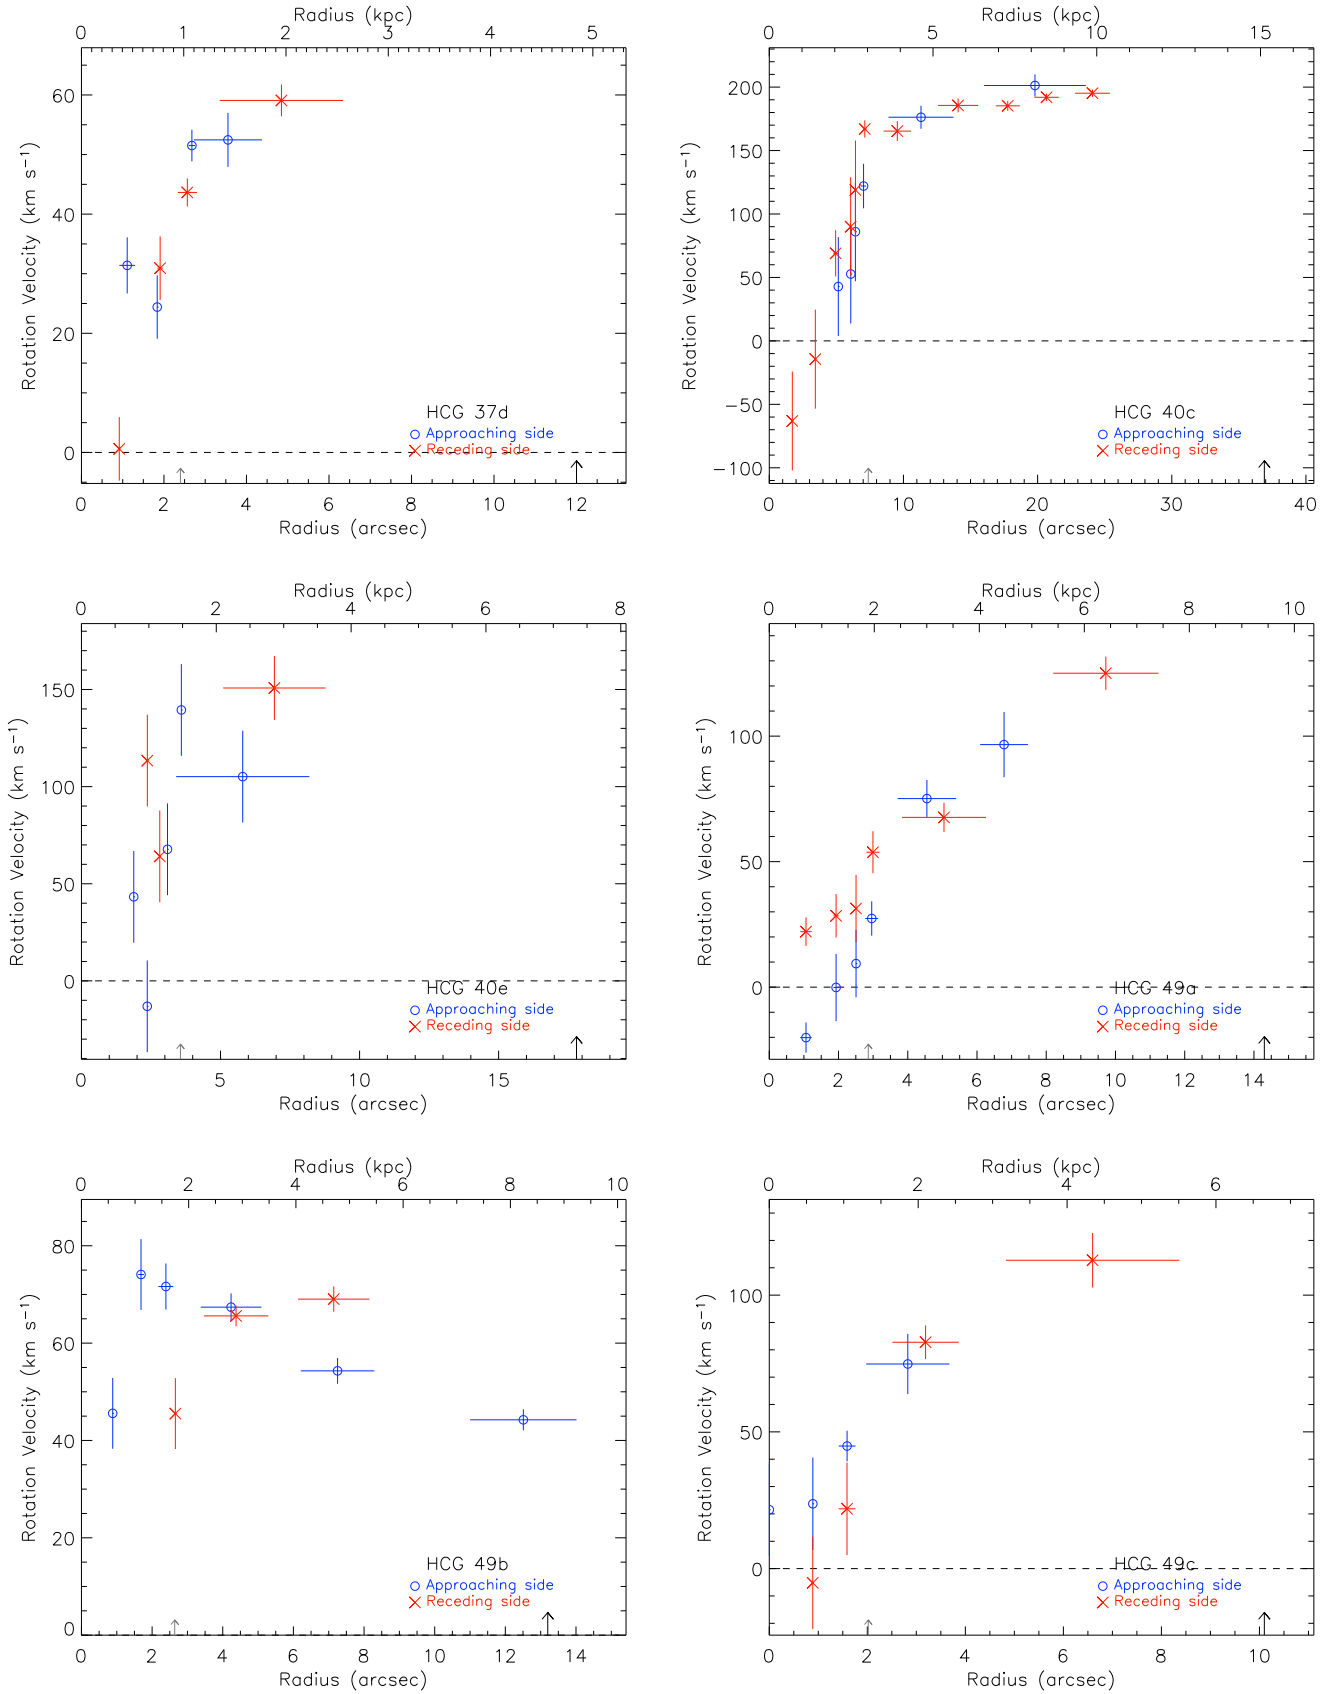 Radius (kpc)
0 1 2 3 4 5
Rotation Velocity (km s⁻¹)
60
40
20
0
HCG 37d
Approaching side
Receding side
0 2 4 6 8 10 12
Radius (arcsec)
Radius (kpc)
0 5 10 15
Rotation Velocity (km s⁻¹)
200
150
100
50
0
−50
−100
HCG 40c
Approaching side
Receding side
0 10 20 30 40
Radius (arcsec)
Radius (kpc)
0 2 4 6 8
Rotation Velocity (km s⁻¹)
150
100
50
0
HCG 40e
Approaching side
Receding side
0 5 10 15
Radius (arcsec)
Radius (kpc)
0 2 4 6 8 10
Rotation Velocity (km s⁻¹)
100
50
0
HCG 49a
Approaching side
Receding side
0 2 4 6 8 10 12 14
Radius (arcsec)
Radius (kpc)
0 2 4 6 8 10
Rotation Velocity (km s⁻¹)
80
60
40
20
0
HCG 49b
Approaching side
Receding side
0 2 4 6 8 10 12 14
Radius (arcsec)
Radius (kpc)
0 2 4 6
Rotation Velocity (km s⁻¹)
100
50
0
HCG 49c
Approaching side
Receding side
0 2 4 6 8 10
Radius (arcsec)